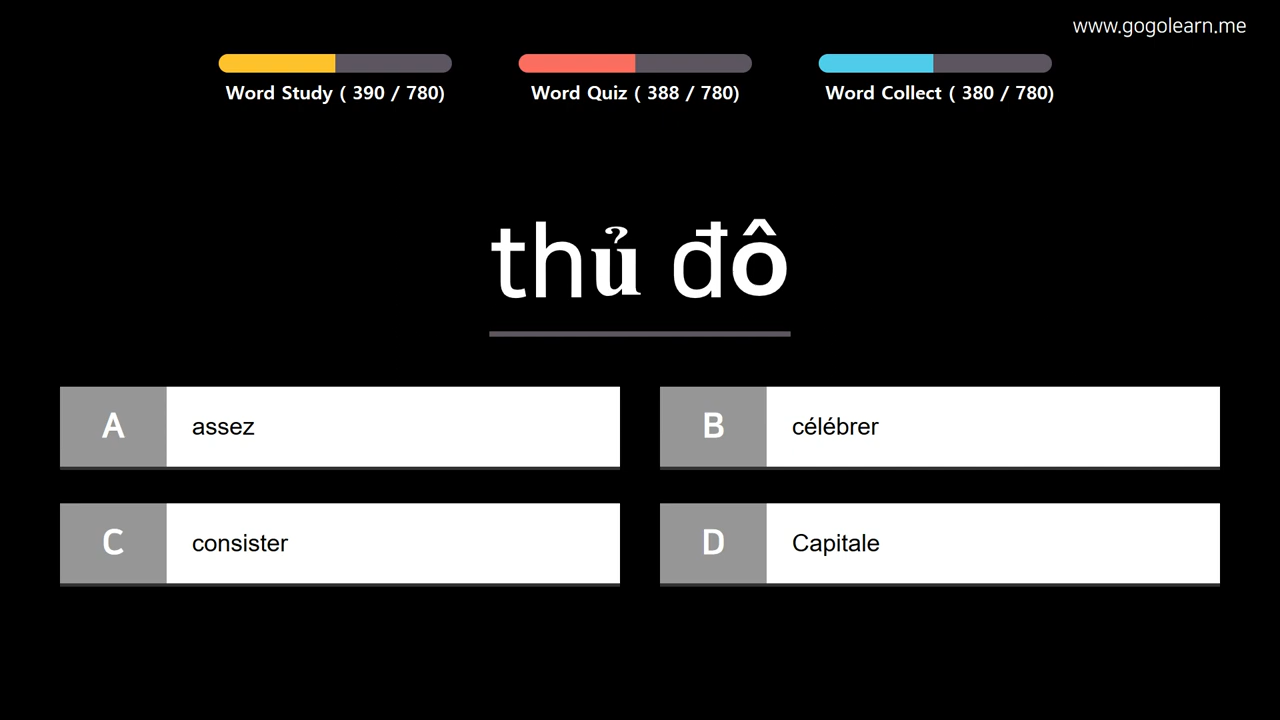 www.gogolearn.me
Word Study ( 390 / 780)
Word Quiz ( 388 / 780)
Word Collect ( 380 / 780)
thủ đô
A assez
B célébrer
C consister
D Capitale